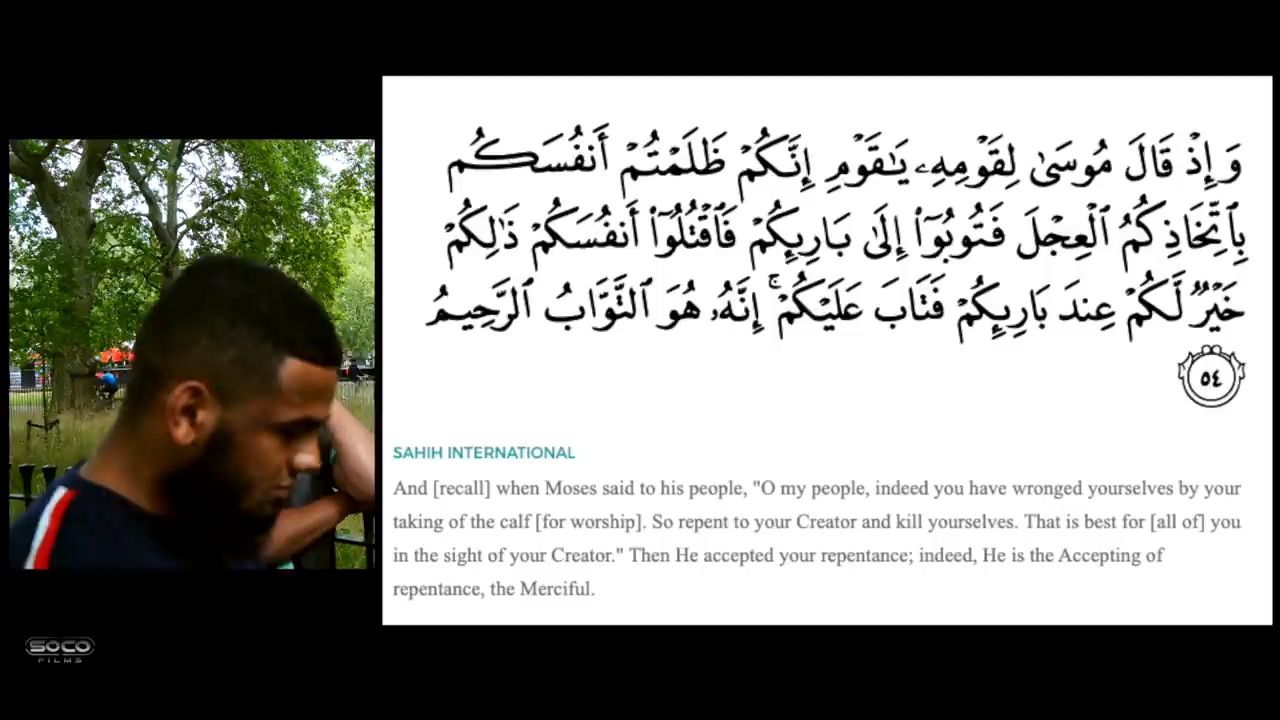 وَإِذْ قَالَ مُوسَىٰ لِقَوْمِهِۦ يَـٰقَوْمِ إِنَّكُمْ ظَلَمْتُمْ أَنفُسَكُم
بِٱتِّخَاذِكُمُ ٱلْعِجْلَ فَتُوبُوٓا۟ إِلَىٰ بَارِئِكُمْ فَٱقْتُلُوٓا۟ أَنفُسَكُمْ ذَٰلِكُمْ
خَيْرٌ لَّكُمْ عِندَ بَارِئِكُمْ فَتَابَ عَلَيْكُمْ ۚ إِنَّهُۥ هُوَ ٱلتَّوَّابُ ٱلرَّحِيمُ
٥٤
SAHIH INTERNATIONAL
And [recall] when Moses said to his people, "O my people, indeed you have wronged yourselves by your
taking of the calf [for worship]. So repent to your Creator and kill yourselves. That is best for [all of] you
in the sight of your Creator." Then He accepted your repentance; indeed, He is the Accepting of
repentance, the Merciful.
SOCO
FILMS